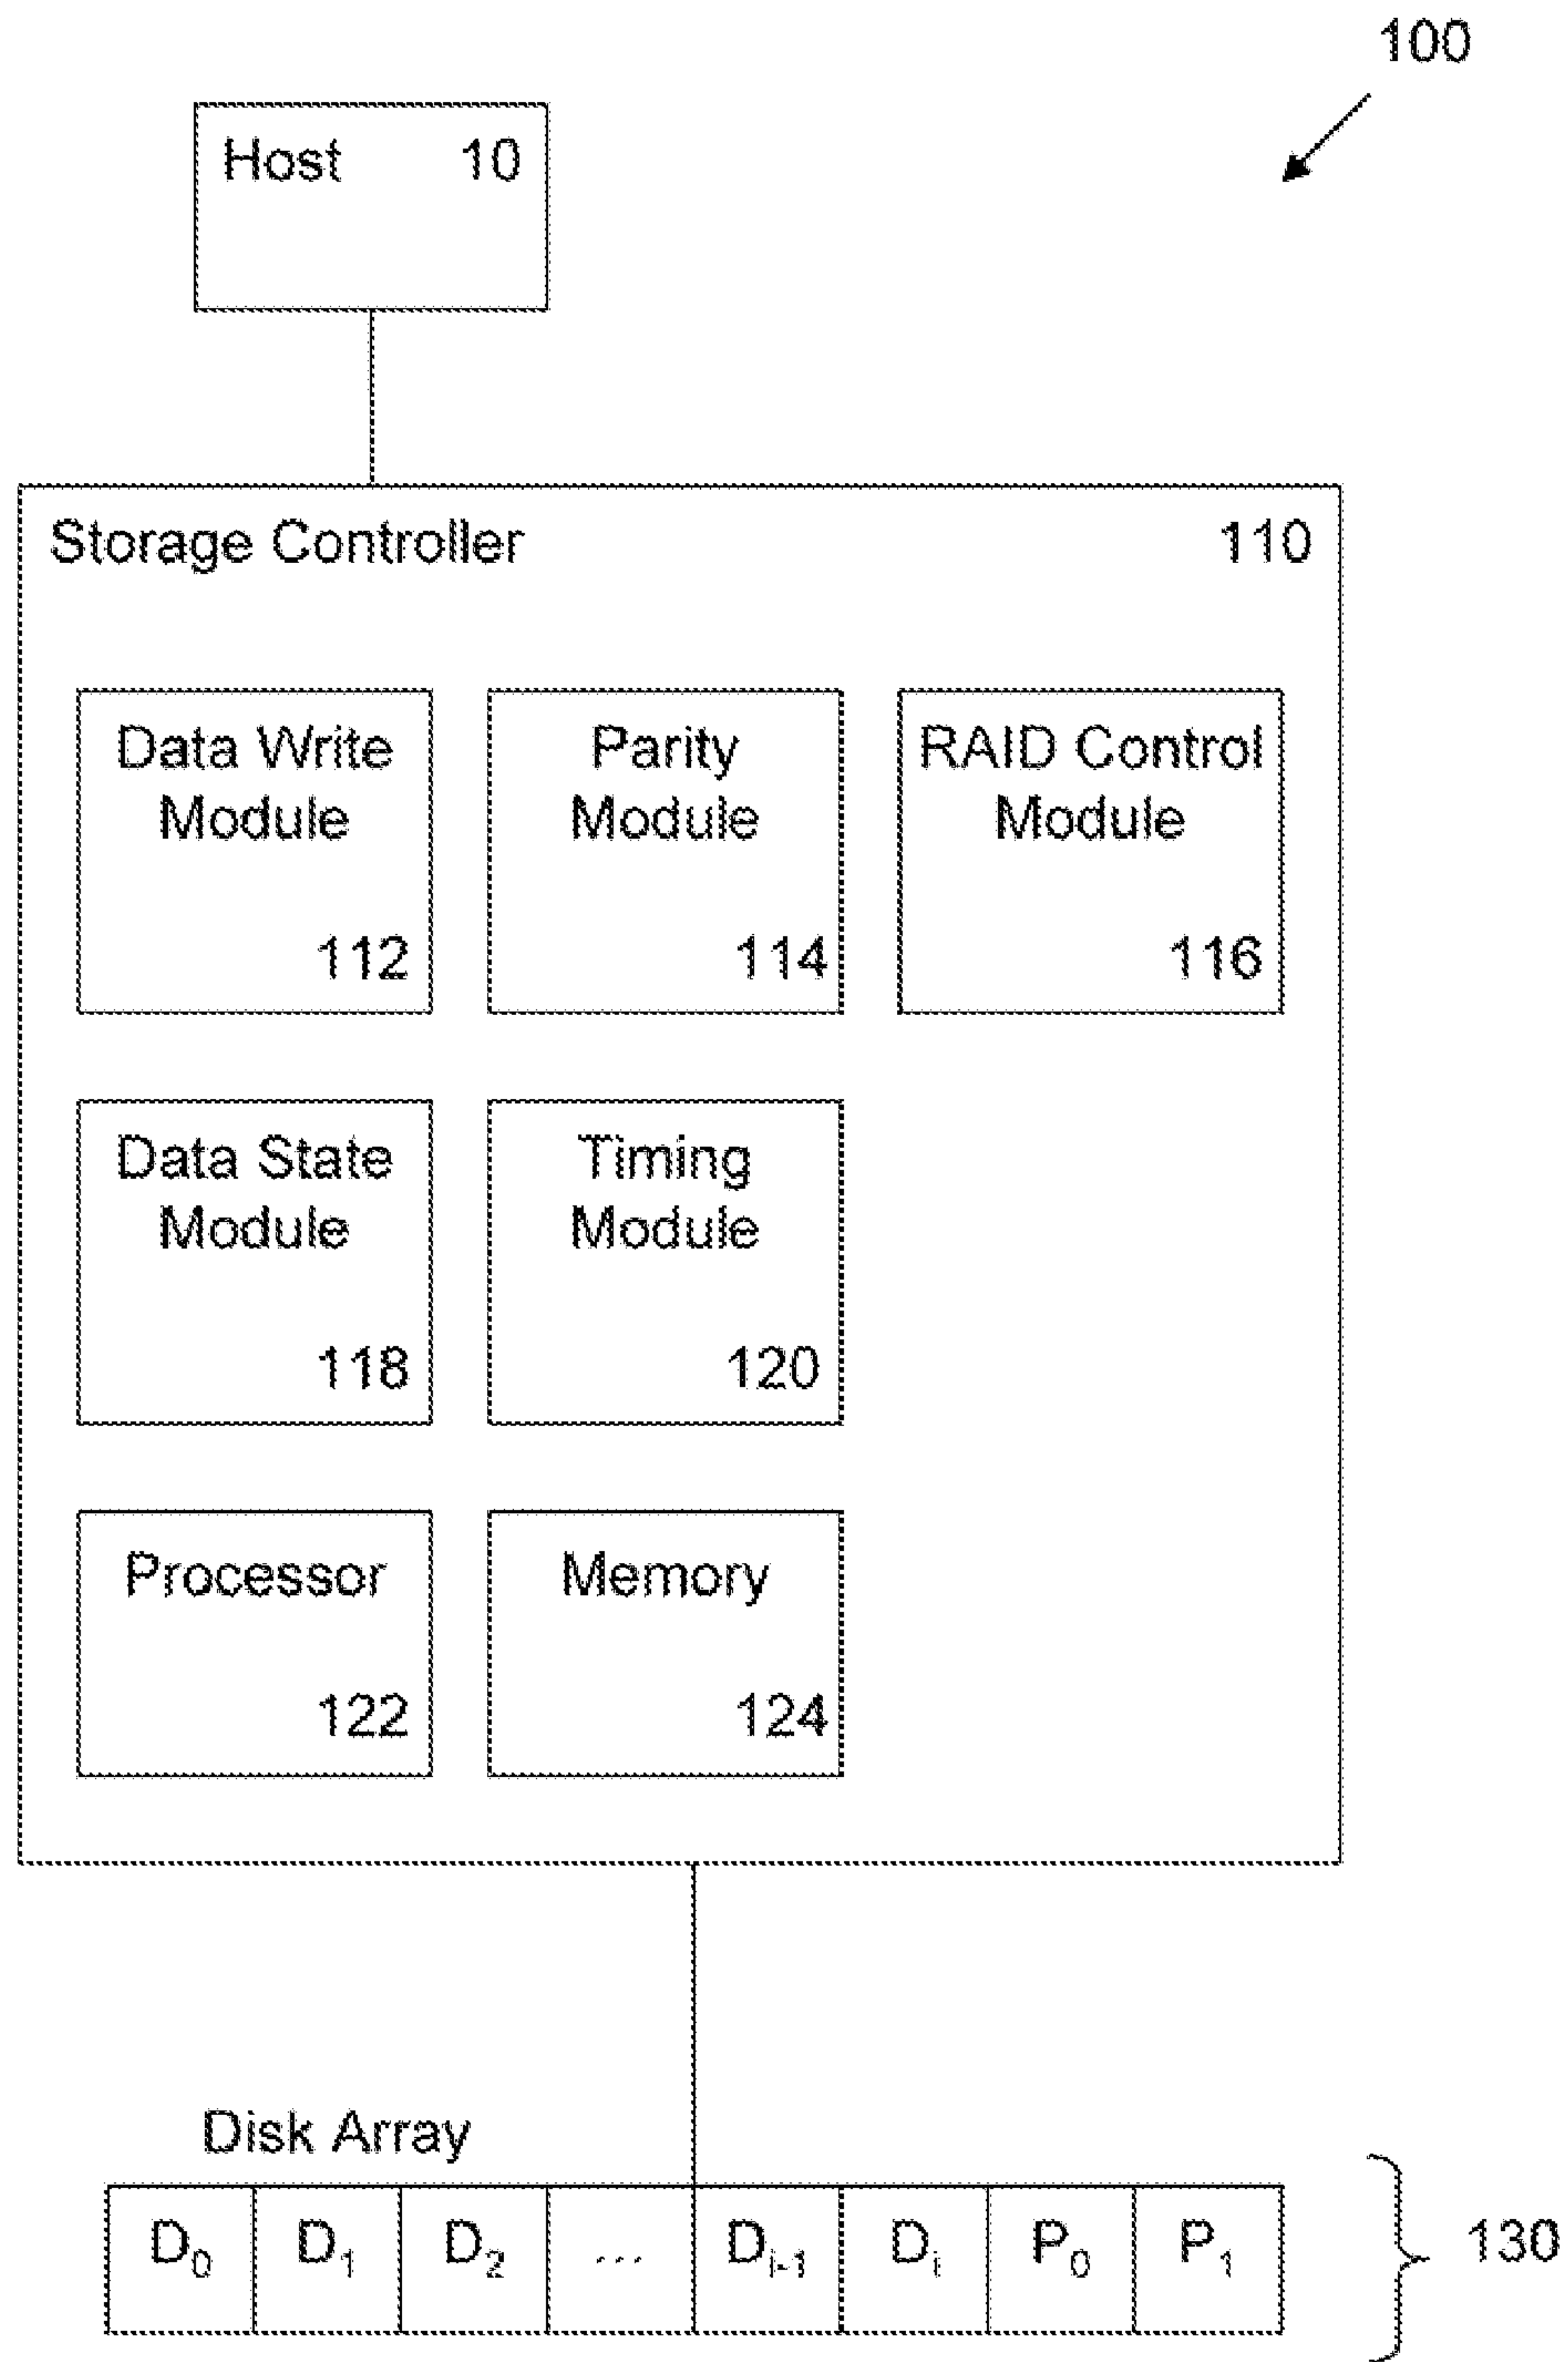 100
Host 10
Storage Controller 110
Data Write
Module
112
Parity
Module
114
RAID Control
Module
116
Data State
Module
118
Timing
Module
120
Processor
122
Memory
124
Disk Array
D₀ D₁ D₂ ... Dᵢ₋₁ Dᵢ P₀ P₁
130